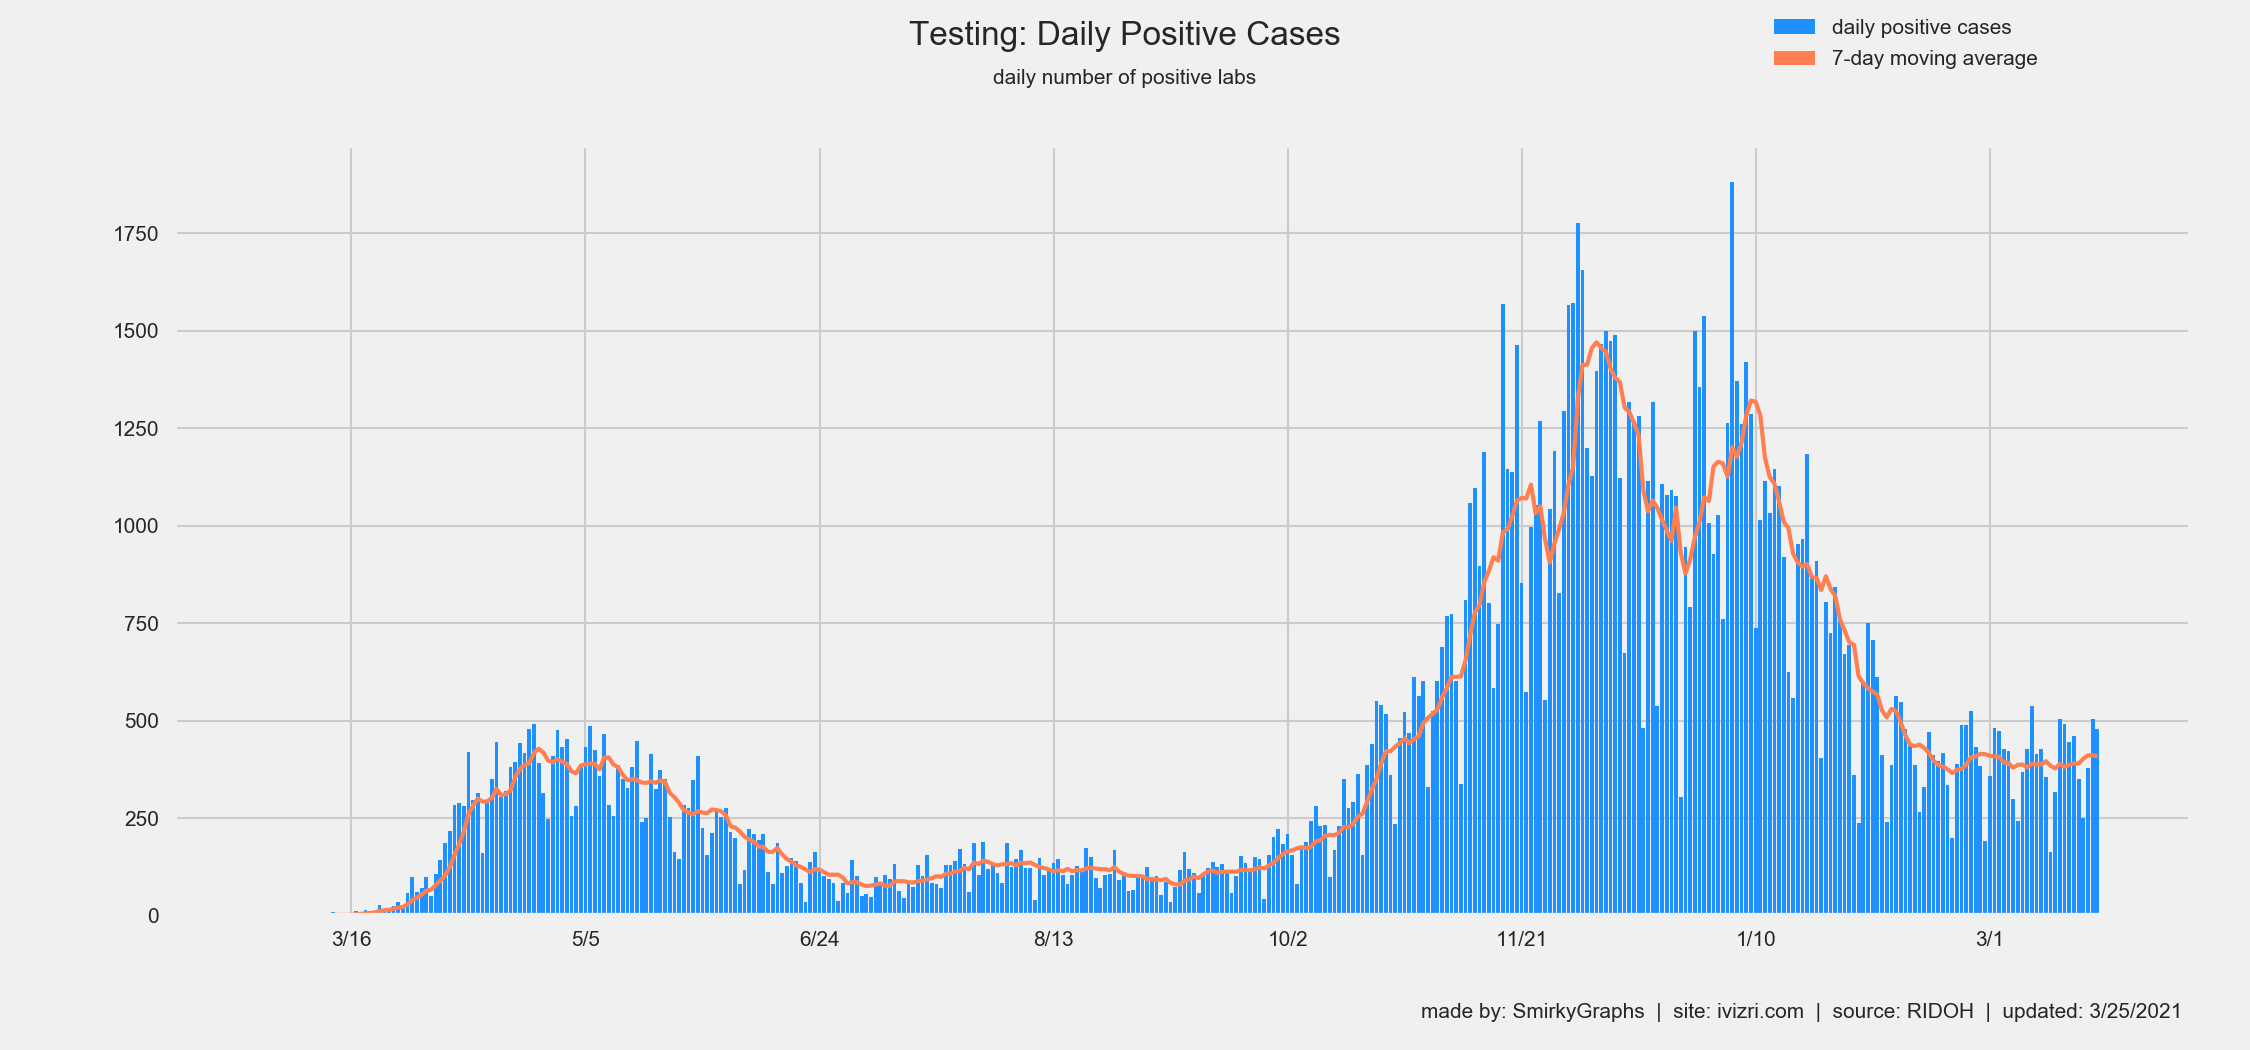 Testing: Daily Positive Cases
daily number of positive labs
daily positive cases
7-day moving average
1750
1500
1250
1000
750
500
250
0
3/16 5/5 6/24 8/13 10/2 11/21 1/10 3/1
made by: SmirkyGraphs | site: ivizri.com | source: RIDOH | updated: 3/25/2021